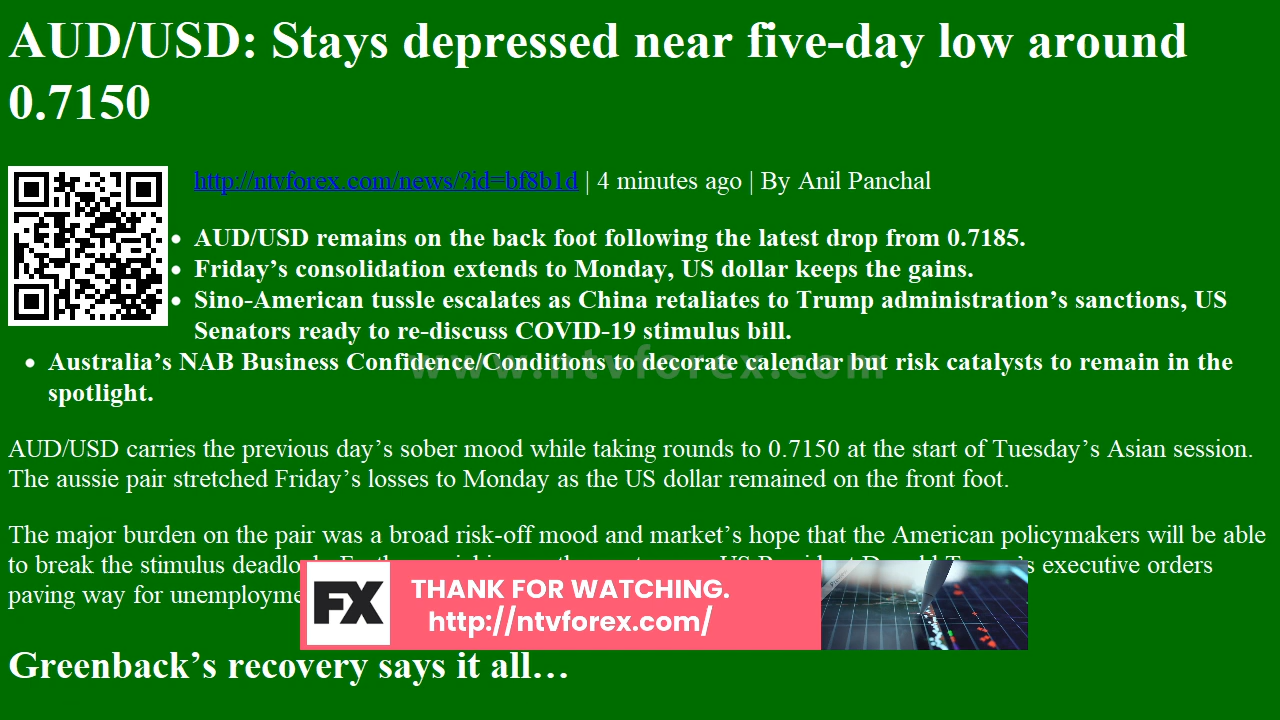 AUD/USD: Stays depressed near five-day low around
0.7150
http://ntvforex.com/news/?id=bf8b1d | 4 minutes ago | By Anil Panchal
• AUD/USD remains on the back foot following the latest drop from 0.7185.
• Friday’s consolidation extends to Monday, US dollar keeps the gains.
• Sino-American tussle escalates as China retaliates to Trump administration’s sanctions, US
Senators ready to re-discuss COVID-19 stimulus bill.
• Australia’s NAB Business Confidence/Conditions to decorate calendar but risk catalysts to remain in the
spotlight.
www.ntvforex.com
AUD/USD carries the previous day’s sober mood while taking rounds to 0.7150 at the start of Tuesday’s Asian session.
The aussie pair stretched Friday’s losses to Monday as the US dollar remained on the front foot.
The major burden on the pair was a broad risk-off mood and market’s hope that the American policymakers will be able
to break the stimulus executive orders
paving way for
FX
THANK FOR WATCHING.
http://ntvforex.com/
Greenback’s recovery says it all…